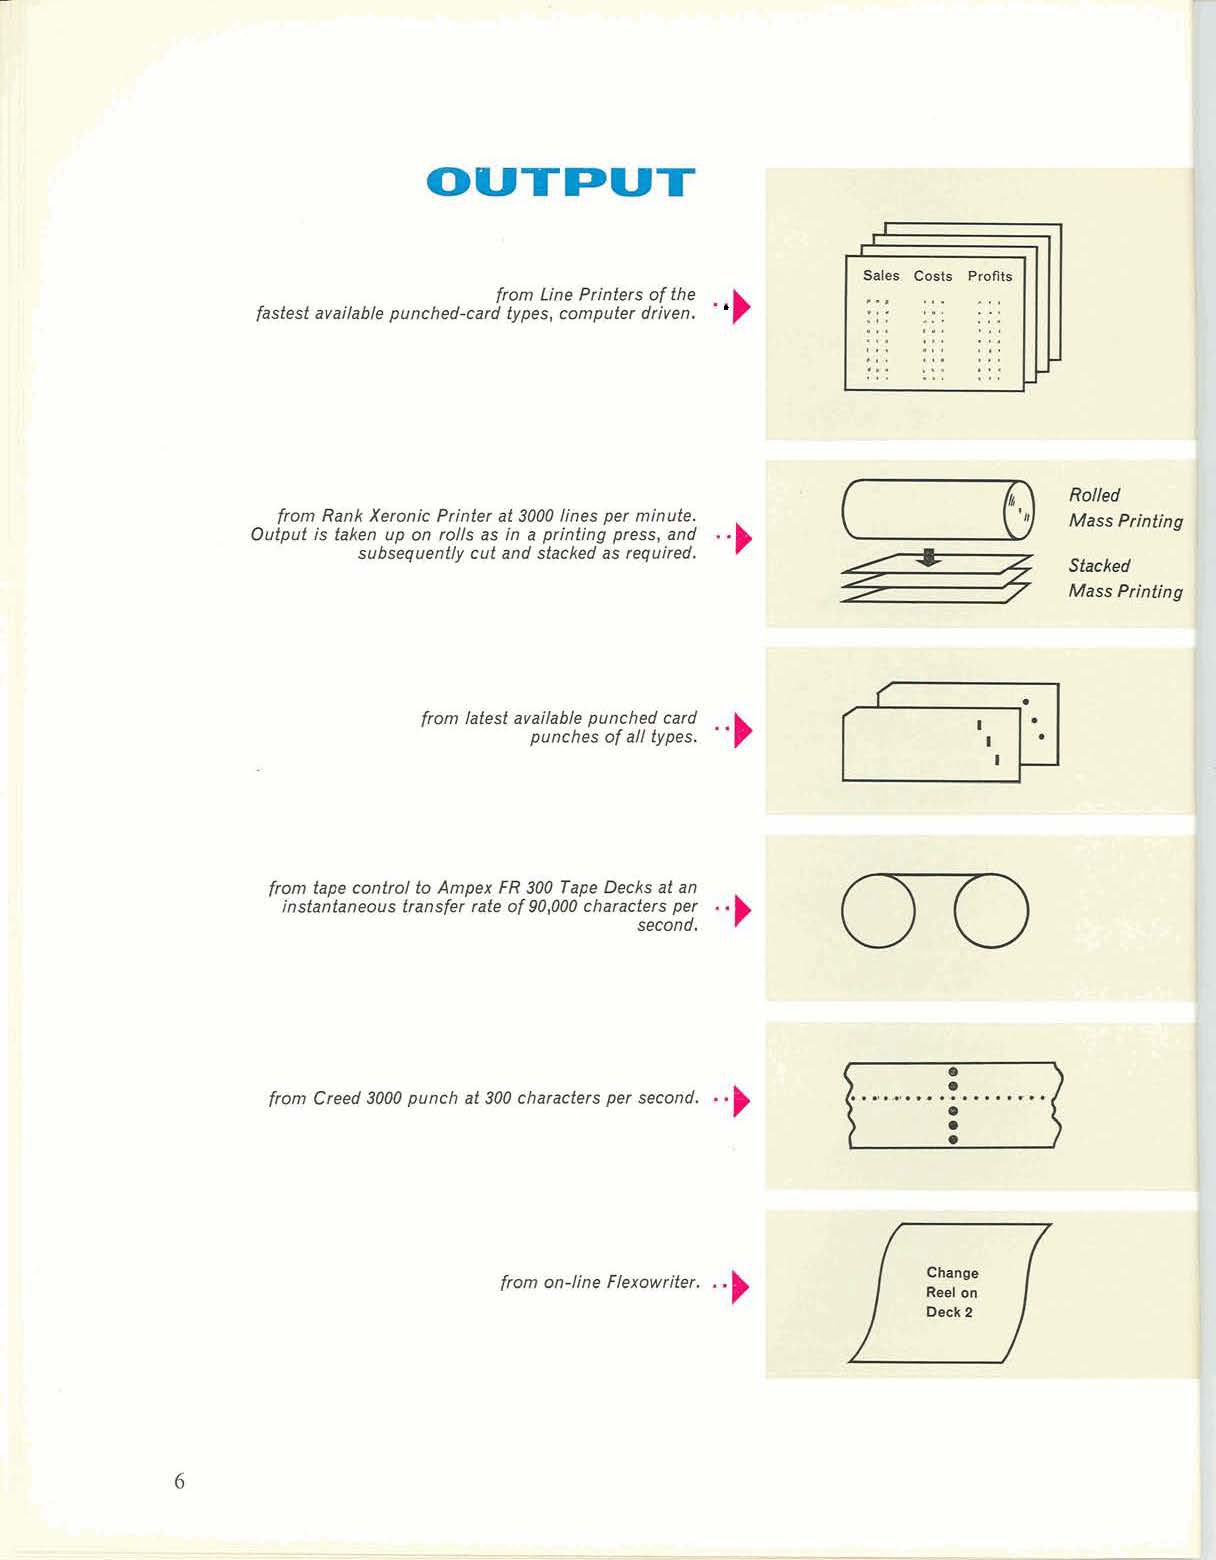 OUTPUT
from Line Printers of the
fastest available punched-card types, computer driven.
Sales Costs Profits
from Rank Xeronic Printer at 3000 lines per minute.
Output is taken up on rolls as in a printing press, and
subsequently cut and stacked as required.
Rolled
Mass Printing
Stacked
Mass Printing
from latest available punched card
punches of all types.
from tape control to Ampex FR 300 Tape Decks at an
instantaneous transfer rate of 90,000 characters per
second.
from Creed 3000 punch at 300 characters per second.
from on-line Flexowriter.
Change
Reel on
Deck 2
6